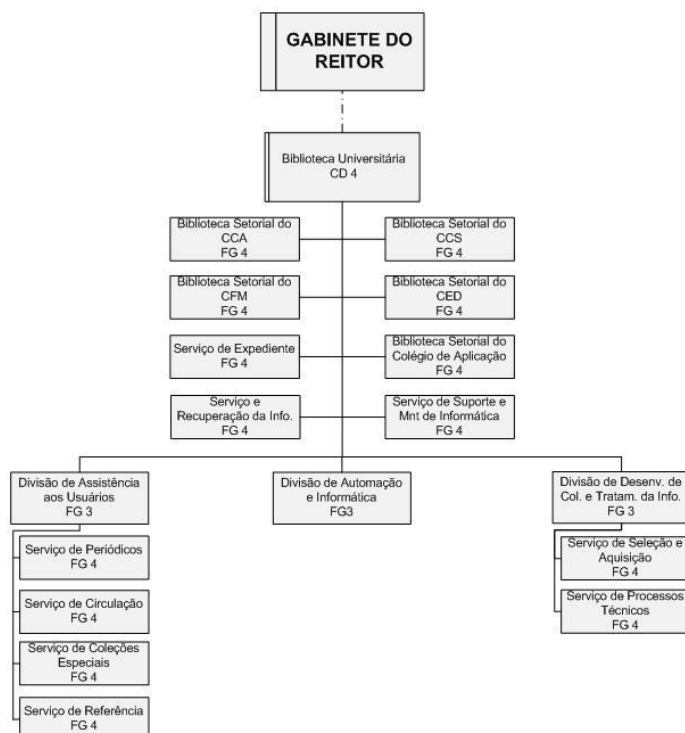 GABINETE DO
REITOR
Biblioteca Universitária
CD 4
Biblioteca Setorial do
CCA
FG 4
Biblioteca Setorial do
CCS
FG 4
Biblioteca Setorial do
CFM
FG 4
Biblioteca Setorial do
CED
FG 4
Serviço de Expediente
FG 4
Biblioteca Setorial do
Colégio de Aplicação
FG 4
Serviço e
Recuperação da Info.
FG 4
Serviço de Suporte e
Mnt de Informática
FG 4
Divisão de Assistência
aos Usuários
FG 3
Divisão de Automação
e Informática
FG3
Divisão de Desenv. de
Col. e Tratam. da Info.
FG 3
Serviço de Periódicos
FG 4
Serviço de Circulação
FG 4
Serviço de Coleções
Especiais
FG 4
Serviço de Referência
FG 4
Serviço de Seleção e
Aquisição
FG 4
Serviço de Processos
Técnicos
FG 4